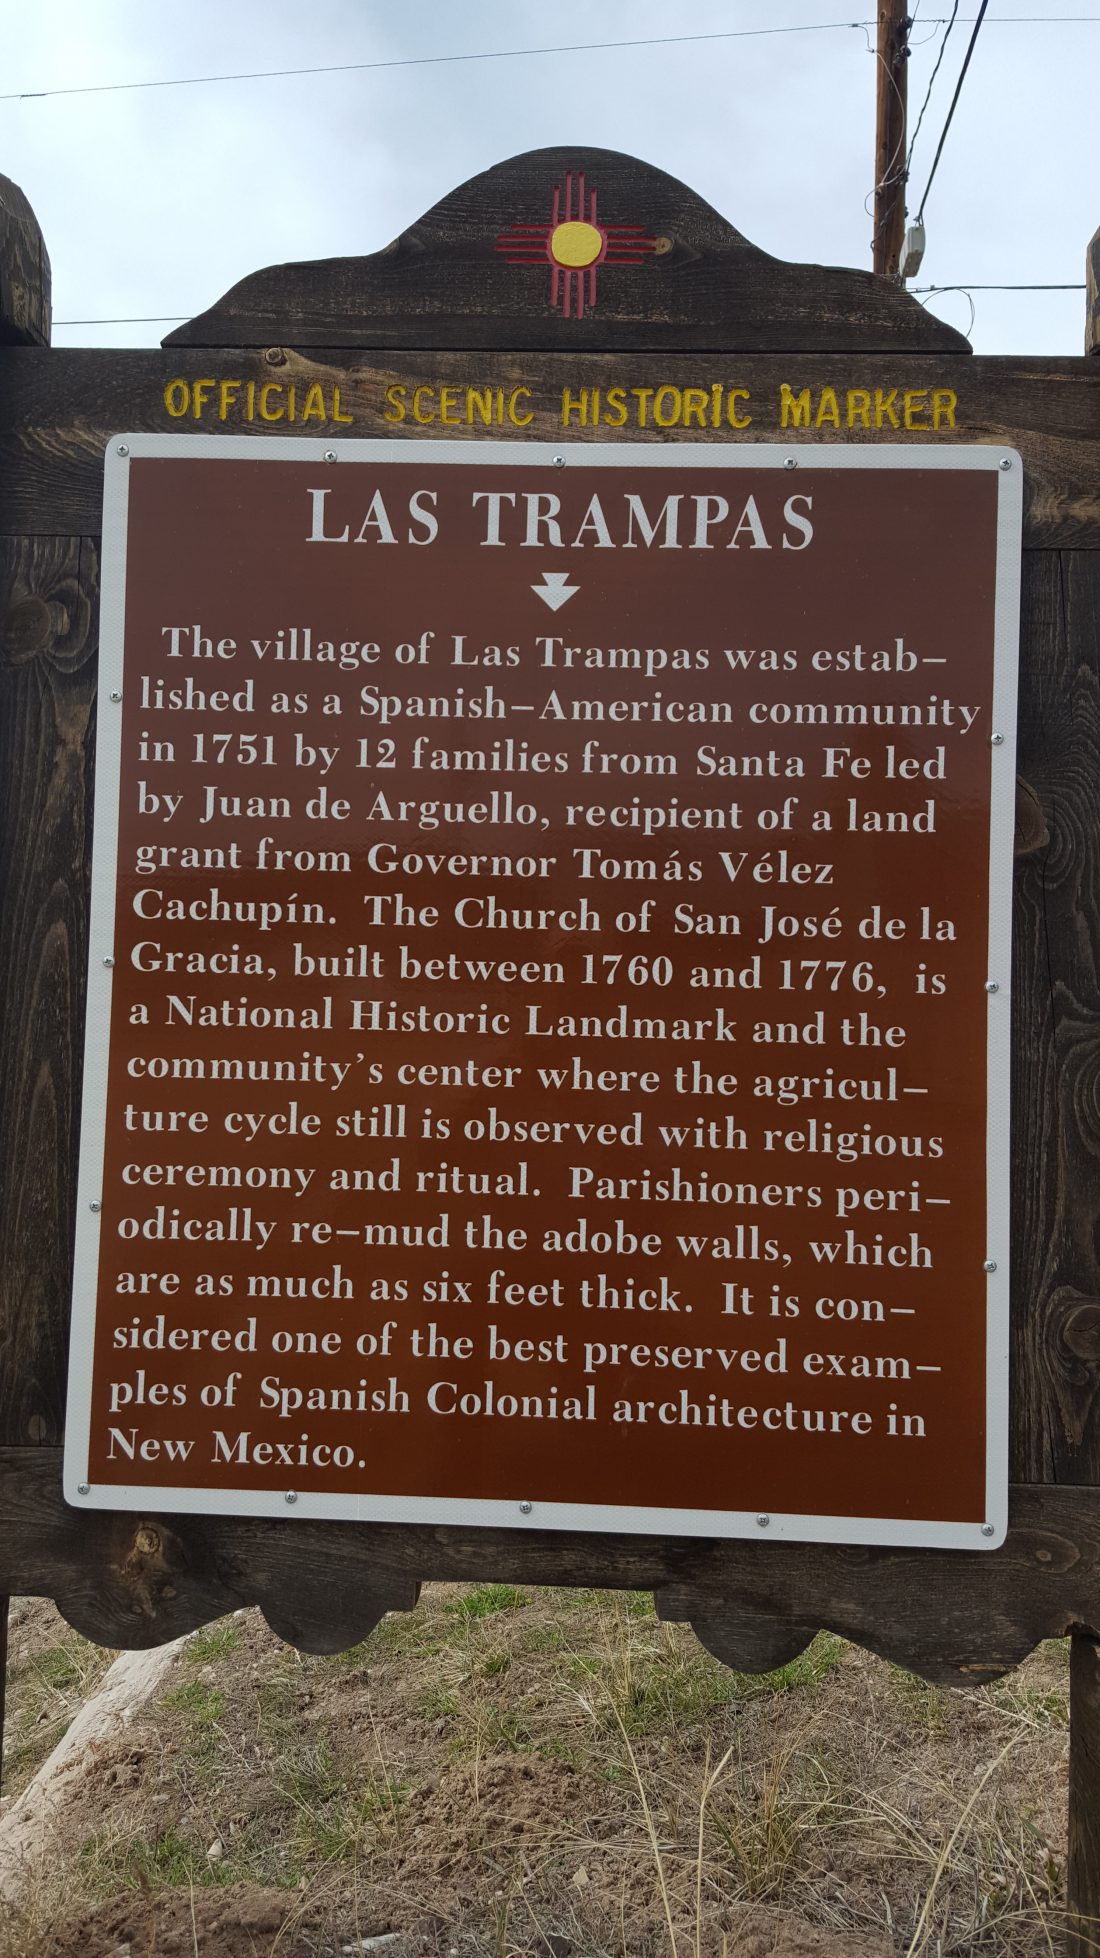 OFFICIAL SCENIC HISTORIC MARKER
LAS TRAMPAS
The village of Las Trampas was estab–
lished as a Spanish–American community
in 1751 by 12 families from Santa Fe led
by Juan de Arguello, recipient of a land
grant from Governor Tomás Vélez
Cachupín. The Church of San José de la
Gracia, built between 1760 and 1776, is
a National Historic Landmark and the
community's center where the agricul–
ture cycle still is observed with religious
ceremony and ritual. Parishioners peri–
odically re–mud the adobe walls, which
are as much as six feet thick. It is con–
sidered one of the best preserved exam–
ples of Spanish Colonial architecture in
New Mexico.